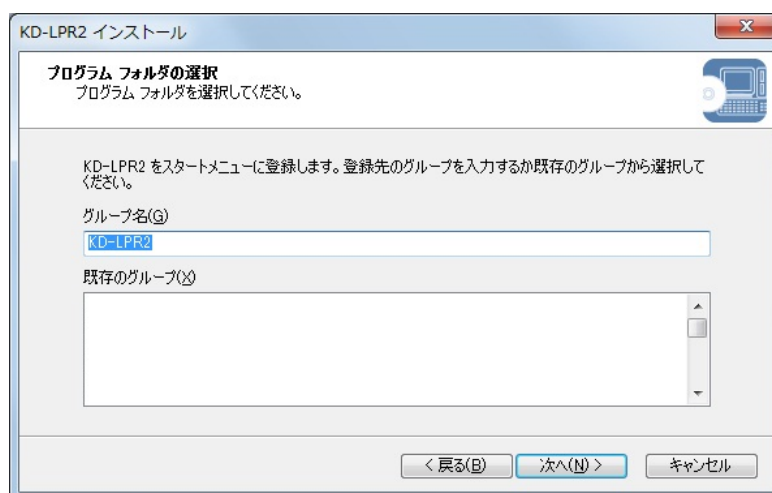 KD-LPR2 インストール
プログラム フォルダの選択
プログラム フォルダを選択してください。
KD-LPR2 をスタートメニューに登録します。登録先のグループを入力するか既存のグループから選択して
ください。
グループ名(G)
KD-LPR2
既存のグループ(X)
< 戻る(B) 次へ(N) > キャンセル